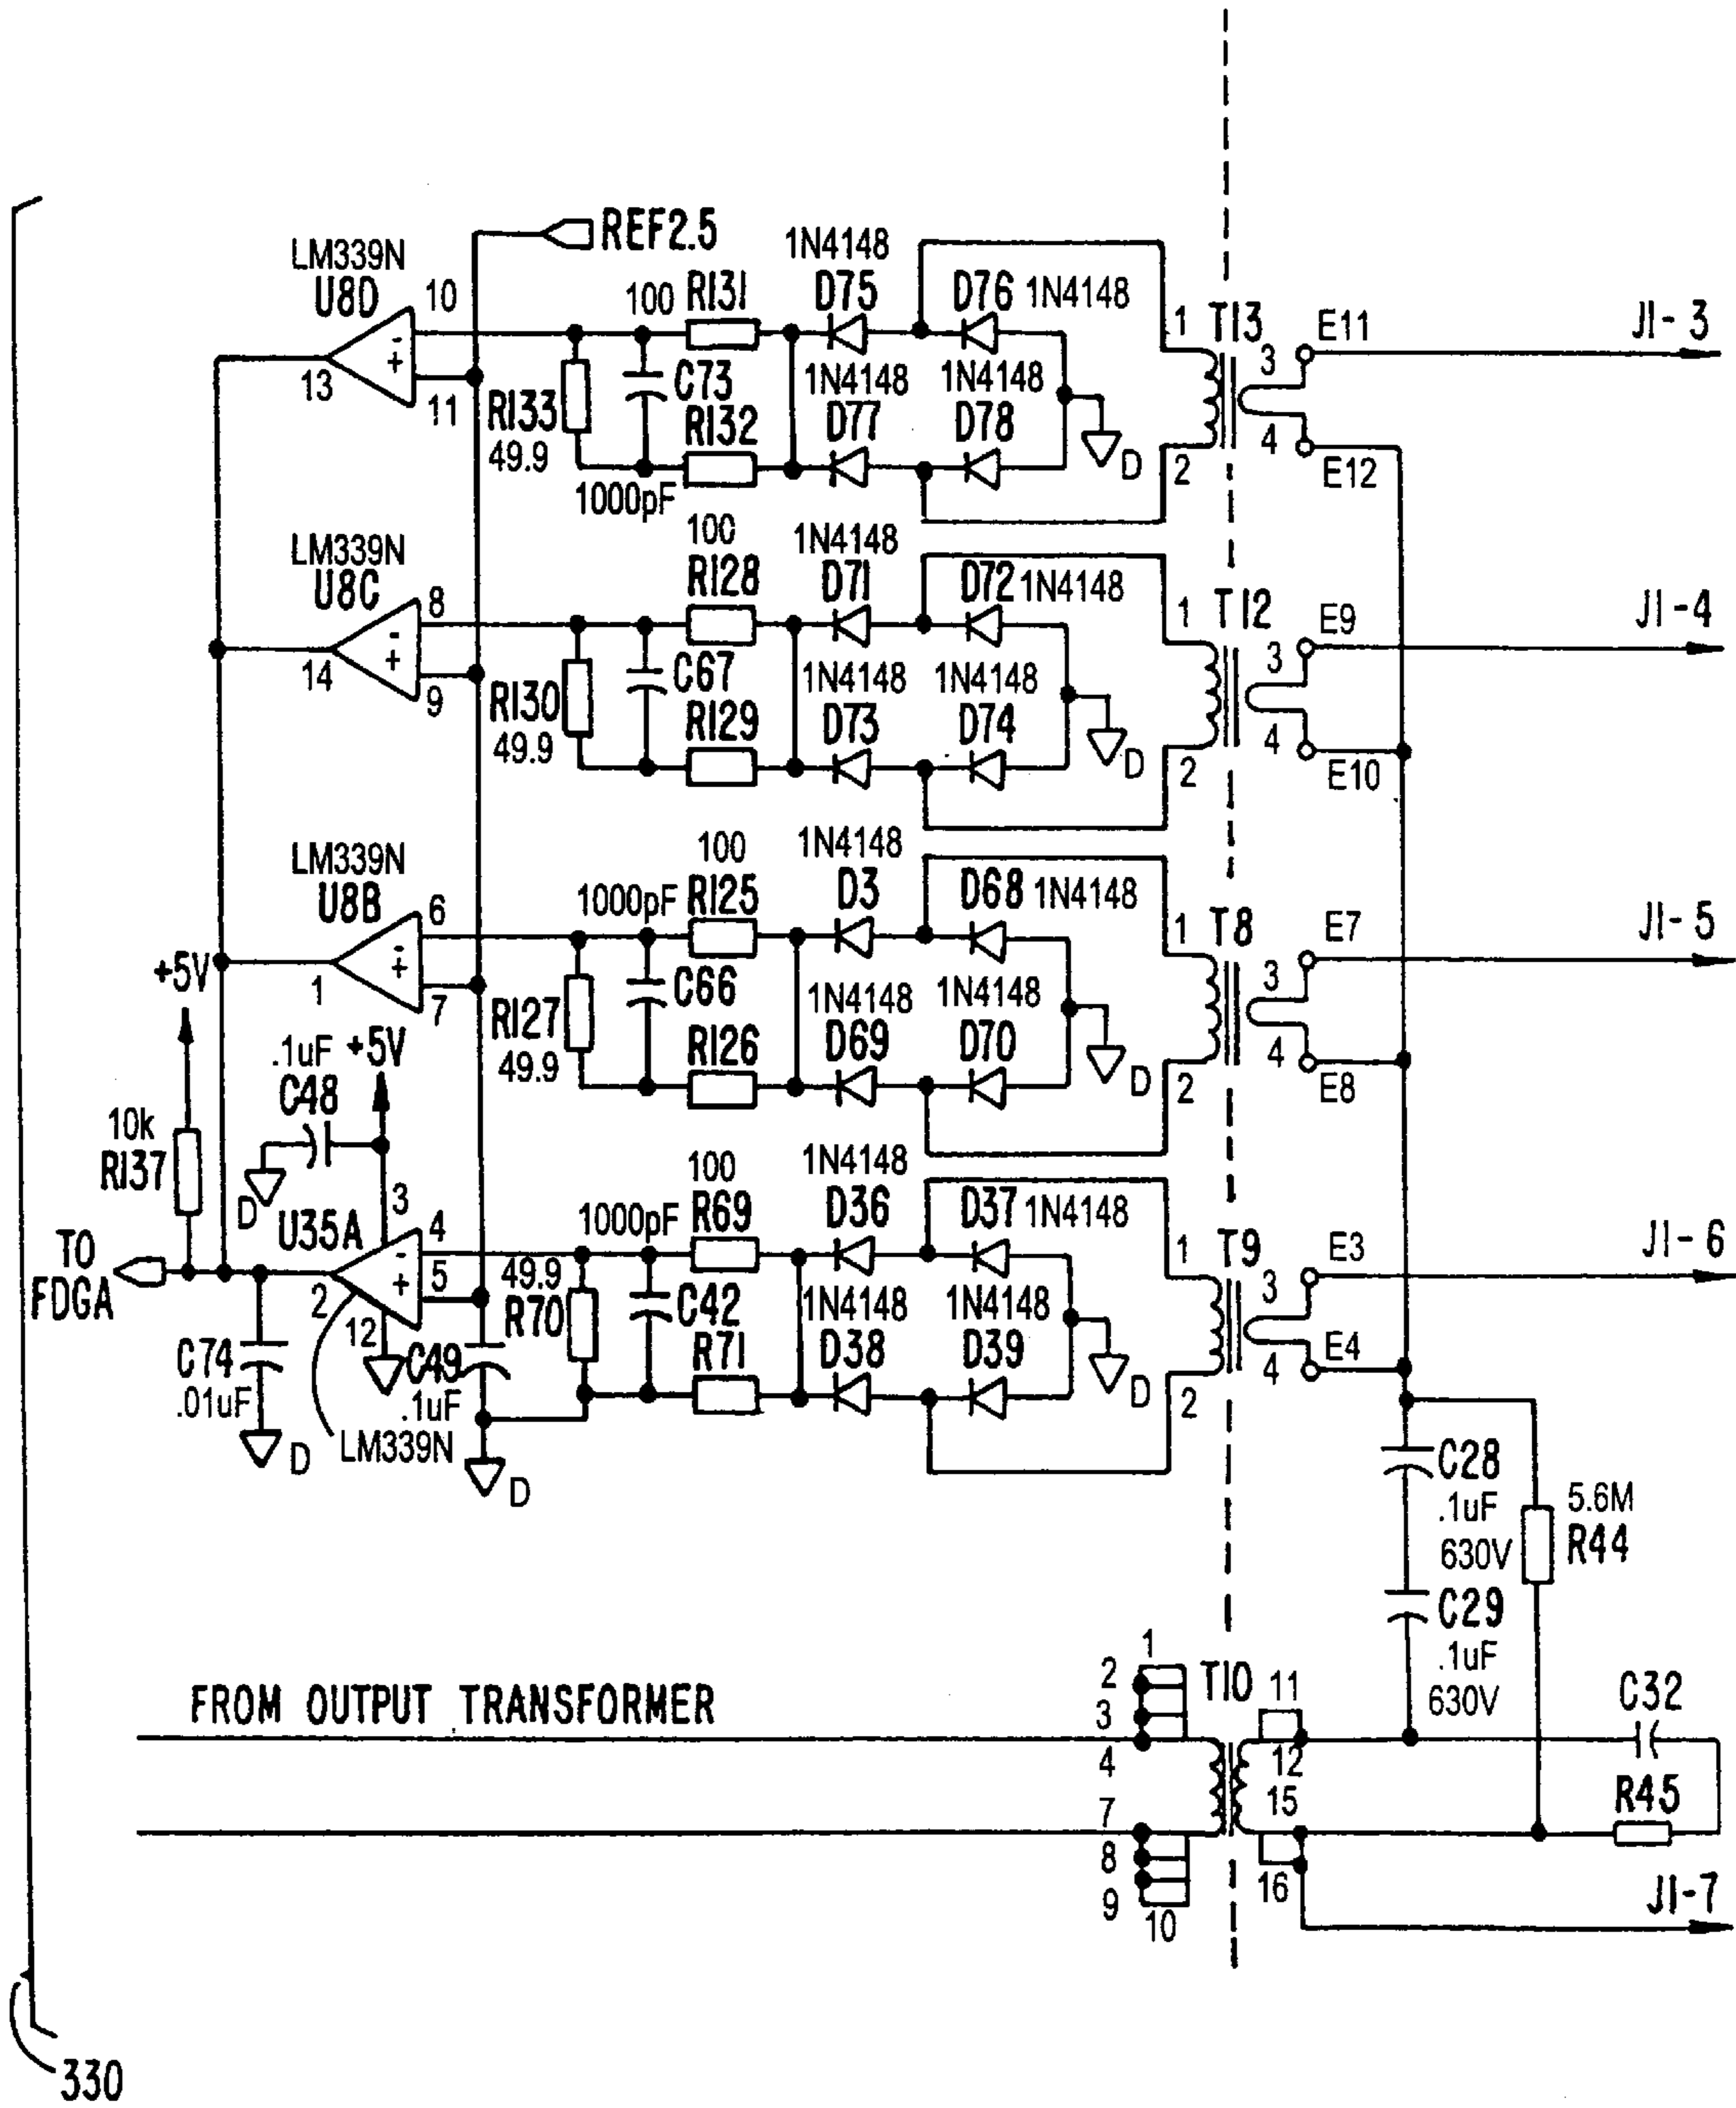 REF2.5
LM339N
U8D
10
13
11
100
R131
1N4148
D75
D76
1N4148
R133
49.9
C73
R132
1000pF
1N4148
D77
1N4148
D78
D
1
2
T13
3
4
E11
E12
J1-3
LM339N
U8C
8
14
9
100
R128
1N4148
D71
D72
1N4148
R130
49.9
C67
R129
1N4148
D73
1N4148
D74
D
1
2
T12
3
4
E9
E10
J1-4
LM339N
U8B
6
1
7
1000pF
100
R125
1N4148
D3
D68
1N4148
R127
49.9
C66
R126
1N4148
D69
1N4148
D70
D
1
2
T8
3
4
E7
E8
J1-5
+5V
.1uF
+5V
C48
10k
R137
D
3
U35A
4
5
2
12
TO
FDGA
C74
.01uF
D
LM339N
C49
.1uF
D
1000pF
100
R69
1N4148
D36
D37
1N4148
49.9
R70
C42
R71
1N4148
D38
1N4148
D39
D
1
2
T9
3
4
E3
E4
J1-6
C28
.1uF
630V
5.6M
R44
C29
.1uF
630V
FROM OUTPUT TRANSFORMER
1
2
3
4
7
8
9
10
T10
11
12
15
16
C32
R45
J1-7
330